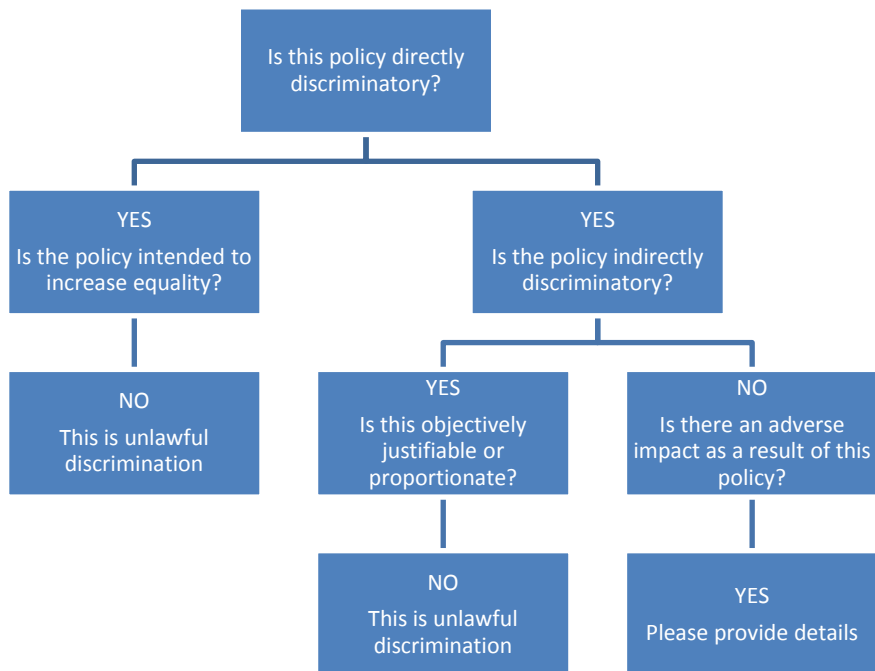 Is this policy directly
discriminatory?
YES
Is the policy intended to
increase equality?
YES
Is the policy indirectly
discriminatory?
NO
This is unlawful
discrimination
YES
Is this objectively
justifiable or
proportionate?
NO
Is there an adverse
impact as a result of this
policy?
NO
This is unlawful
discrimination
YES
Please provide details